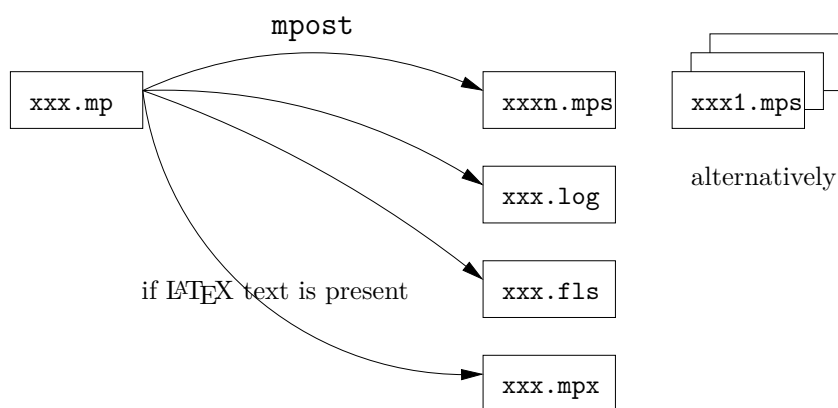 mpost
xxx.mp
xxxn.mps
xxx1.mps
xxx.log
alternatively
if LATEX text is present
xxx.fls
xxx.mpx